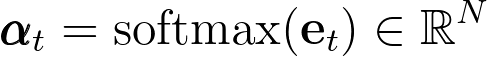 𝜶ₜ = softmax(𝐞ₜ) ∈ ℝᴺ